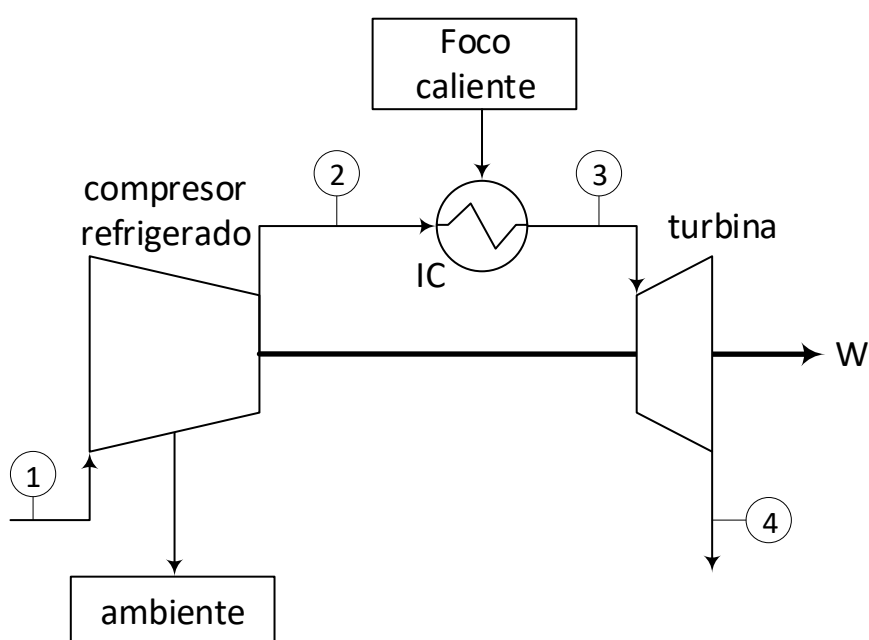 Foco
caliente
2
3
compresor
refrigerado
turbina
IC
W
1
4
ambiente